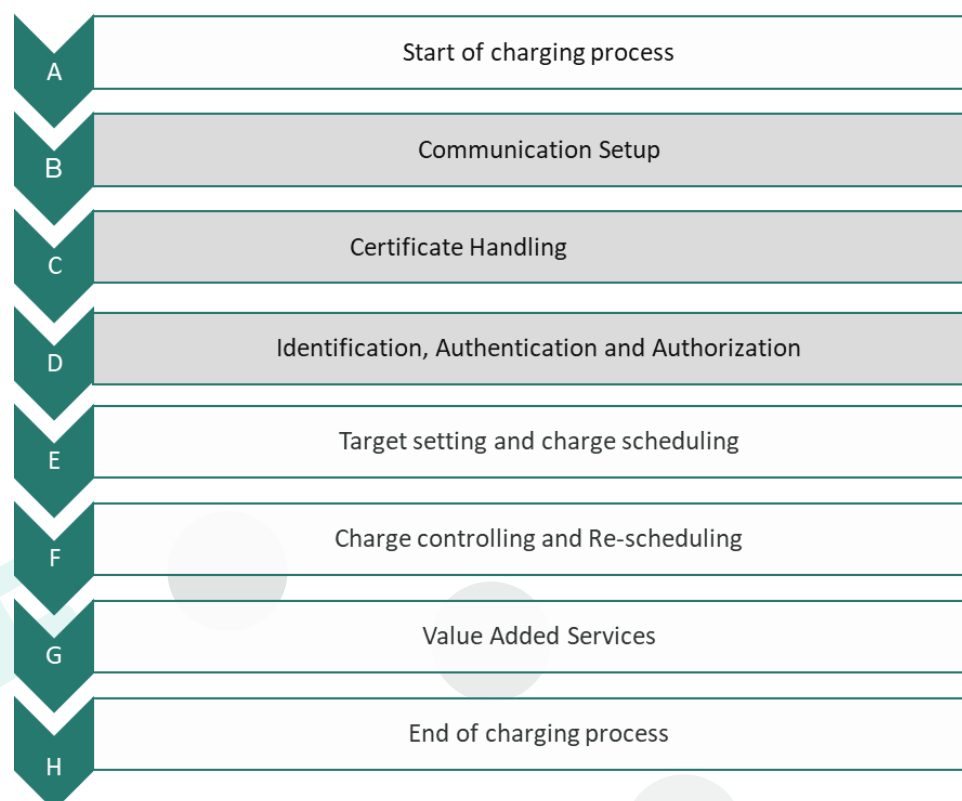 A
Start of charging process
B
Communication Setup
C
Certificate Handling
D
Identification, Authentication and Authorization
E
Target setting and charge scheduling
F
Charge controlling and Re-scheduling
G
Value Added Services
H
End of charging process